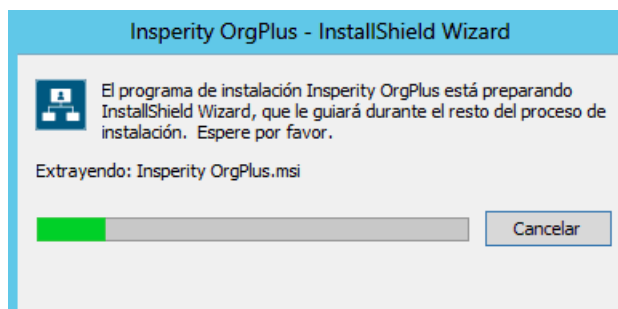 Insperity OrgPlus - InstallShield Wizard
El programa de instalación Insperity OrgPlus está preparando
InstallShield Wizard, que le guiará durante el resto del proceso de
instalación.  Espere por favor.
Extrayendo: Insperity OrgPlus.msi
Cancelar